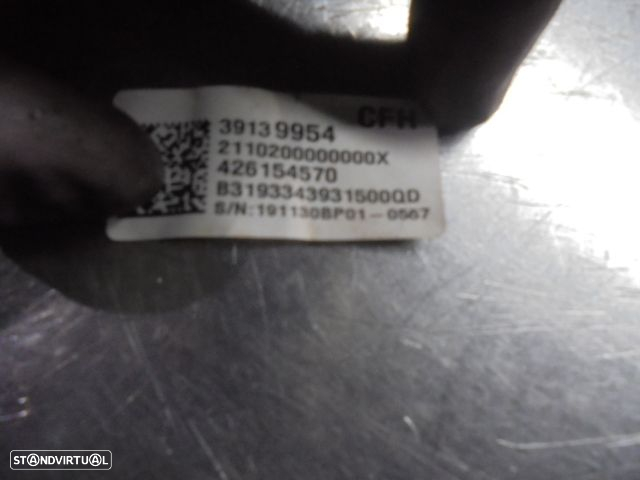 CFH
39139954
2110200000000X
426154570
B3193343931500QD
S/N:191130BP01-0567
STANDVIRTUAL